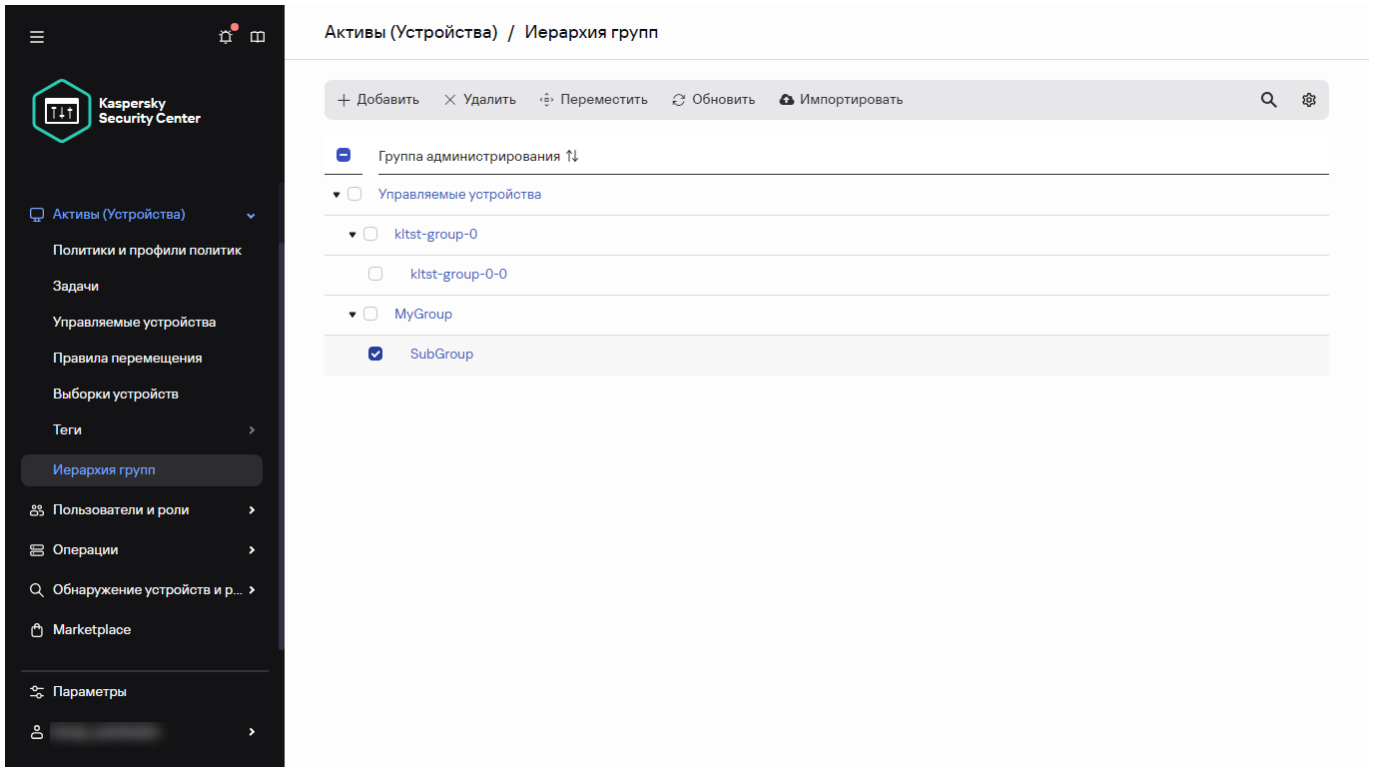 Kaspersky
Security Center
Активы (Устройства)
Политики и профили политик
Задачи
Управляемые устройства
Правила перемещения
Выборки устройств
Теги
Иерархия групп
Пользователи и роли
Операции
Обнаружение устройств и р...
Marketplace
Параметры
Активы (Устройства) / Иерархия групп
Добавить Удалить Переместить Обновить Импортировать
Группа администрирования
Управляемые устройства
kltst-group-0
kltst-group-0-0
MyGroup
SubGroup